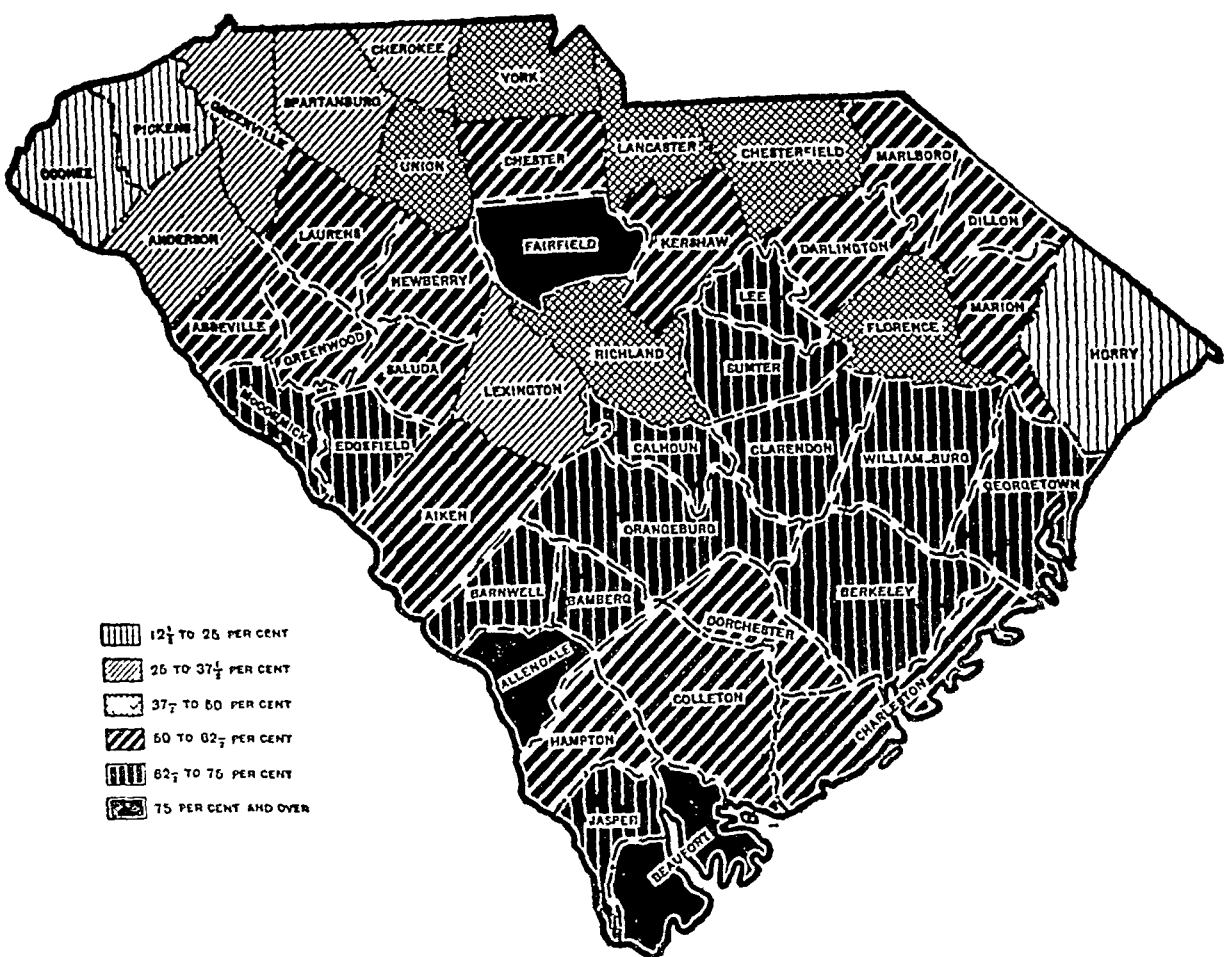 CHEROKEE
YORK
SPARTANBURG
GREENVILLE
PICKENS
OCONEE
UNION
CHESTER
LANCASTER
CHESTERFIELD
MARLBORO
ANDERSON
LAURENS
FAIRFIELD
KERSHAW
DARLINGTON
DILLON
NEWBERRY
LEE
ABBEVILLE
GREENWOOD
SALUDA
RICHLAND
SUMTER
FLORENCE
MARION
HORRY
LEXINGTON
McCORMICK
EDGEFIELD
CALHOUN
CLARENDON
WILLIAMSBURG
GEORGETOWN
AIKEN
ORANGEBURG
BARNWELL
BAMBERG
BERKELEY
DORCHESTER
ALLENDALE
COLLETON
CHARLESTON
HAMPTON
JASPER
BEAUFORT
12½ TO 25 PER CENT
25 TO 37½ PER CENT
37½ TO 50 PER CENT
50 TO 62½ PER CENT
62½ TO 75 PER CENT
75 PER CENT AND OVER